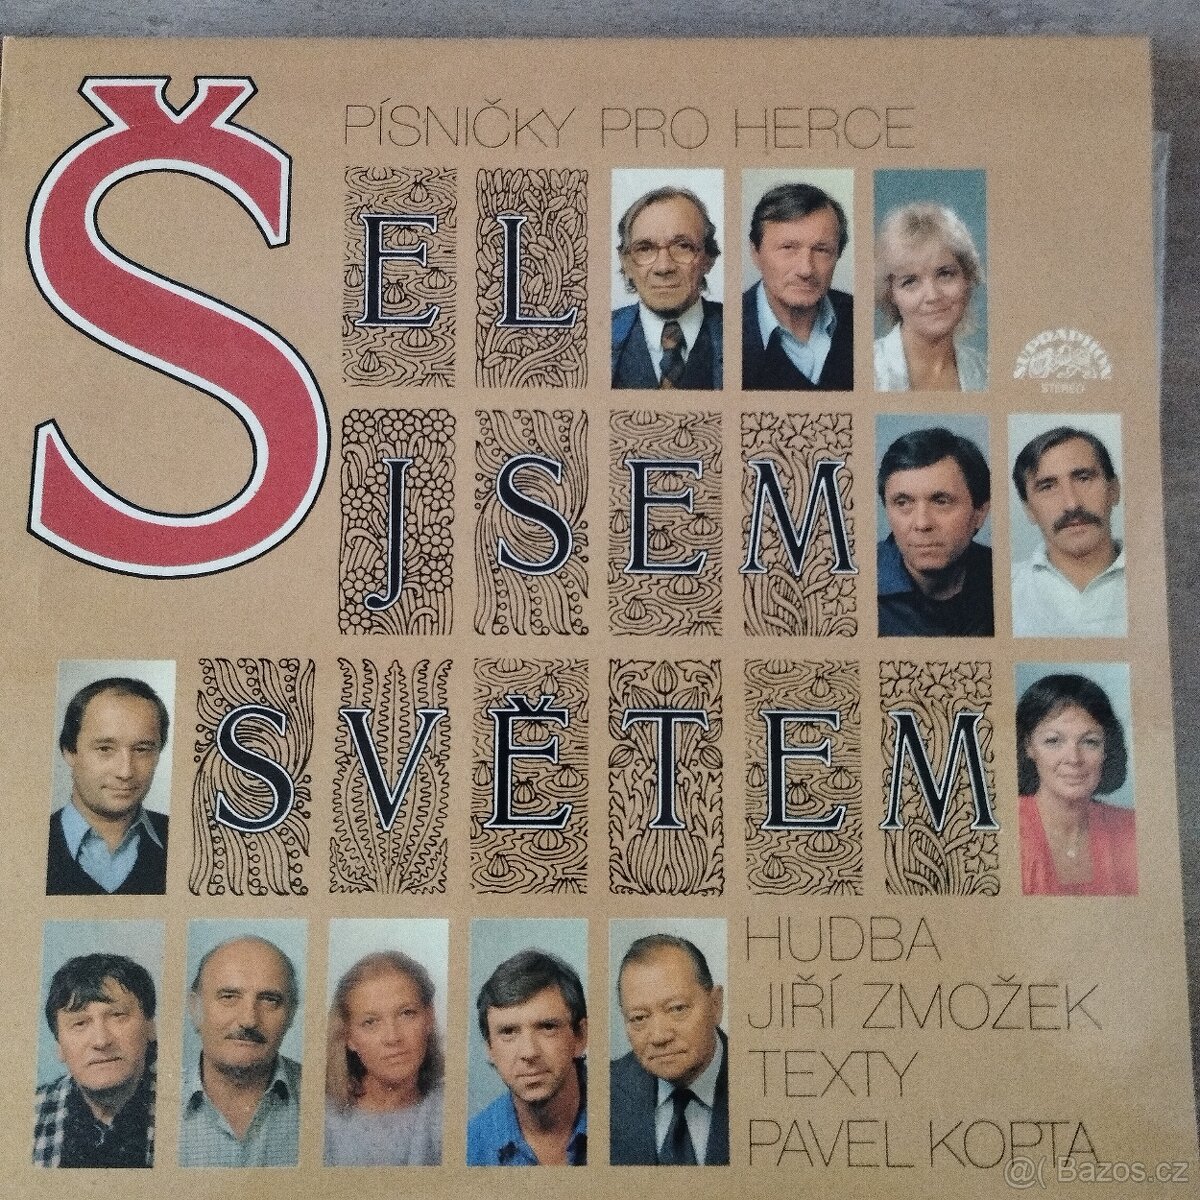 PÍSNIČKY PRO HERCE
ŠEL
SUPRAPHON
STEREO
JSEM
SVĚTEM
HUDBA
JIŘÍ ZMOŽEK
TEXTY
PAVEL KOPTA
@( Bazos.cz